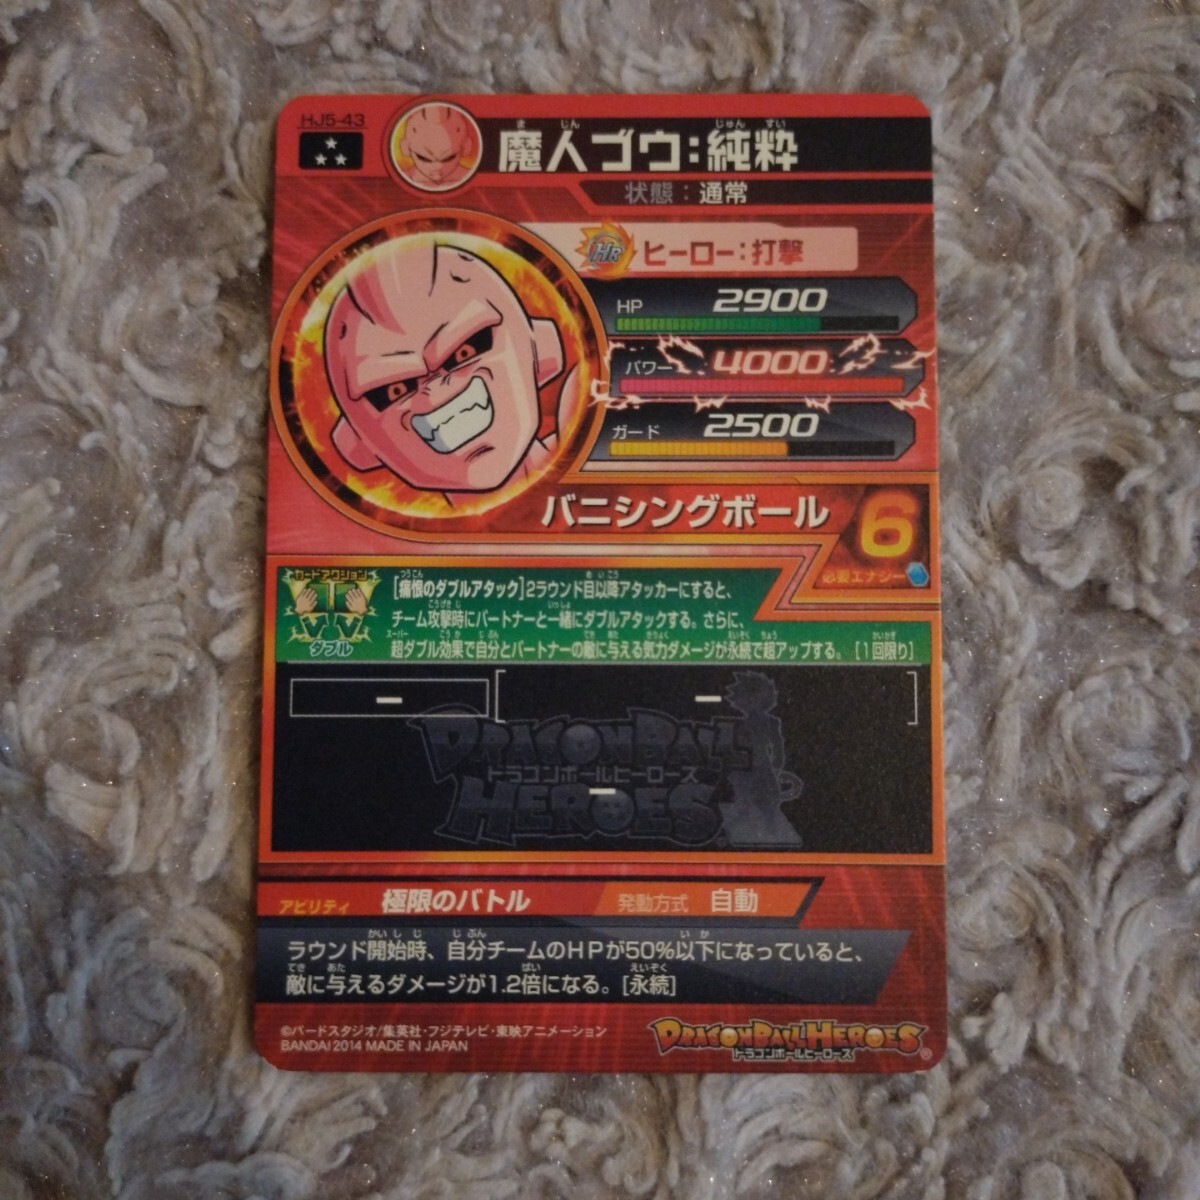 HJ5-43
魔人ブウ:純粋
まじん
じゅんすい
状態:通常
HR ヒーロー:打撃
HP 2900
パワー 4000
ガード 2500
バニシングボール
6
必要エナジー
カードアクション
ダブル
[痛恨のダブルアタック]2ラウンド目以降アタッカーにすると、
チーム攻撃時にパートナーと一緒にダブルアタックする。さらに、
超ダブル効果で自分とパートナーの敵に与える気力ダメージが永続で超アップする。 [1回限り]
ー
ー
DRAGONBALL
ドラゴンボールヒーローズ
HEROES
ー
アビリティ 極限のバトル 発動方式 自動
ラウンド開始時、自分チームのHPが50%以下になっていると、
敵に与えるダメージが1.2倍になる。[永続]
©バードスタジオ/集英社・フジテレビ・東映アニメーション
BANDAI 2014 MADE IN JAPAN
DRAGONBALL HEROES
ドラゴンボールヒーローズ